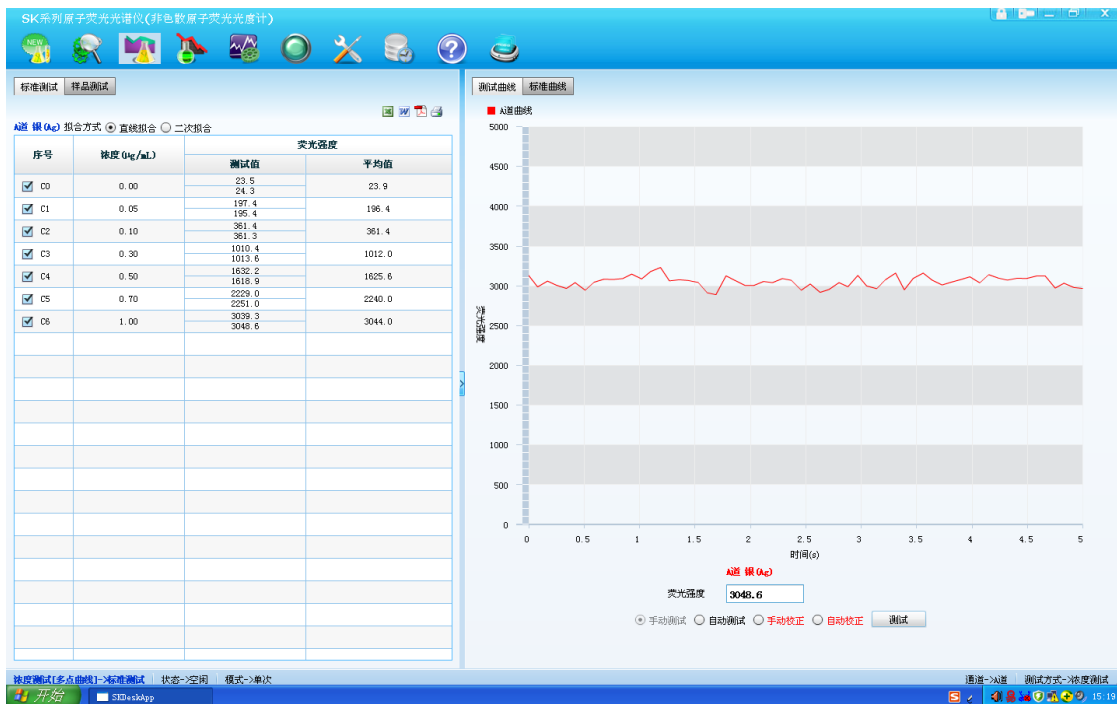 SK系列原子荧光光谱仪(非色散原子荧光光度计)
NEW
标准测试 样品测试
A道 银(Ag) 拟合方式 直线拟合 二次拟合
序号 浓度(μg/mL) 荧光强度
测试值 平均值
C0 0.00 23.5 24.3 23.9
C1 0.05 197.4 195.4 196.4
C2 0.10 361.4 361.3 361.4
C3 0.30 1010.4 1013.6 1012.0
C4 0.50 1632.2 1618.9 1625.6
C5 0.70 2229.0 2251.0 2240.0
C6 1.00 3039.3 3048.6 3044.0
测试曲线 标准曲线
A道曲线
5000
4500
4000
3500
3000
2500
2000
1500
1000
500
0
荧光强度
0 0.5 1 1.5 2 2.5 3 3.5 4 4.5 5
时间(s)
A道 银(Ag)
荧光强度 3048.6
手动测试 自动测试 手动校正 自动校正 测试
浓度测试[多点曲线]->标准测试 状态->空闲 模式->单次 通道->A道 测试方式->浓度测试
开始 SKDeskApp 15:19